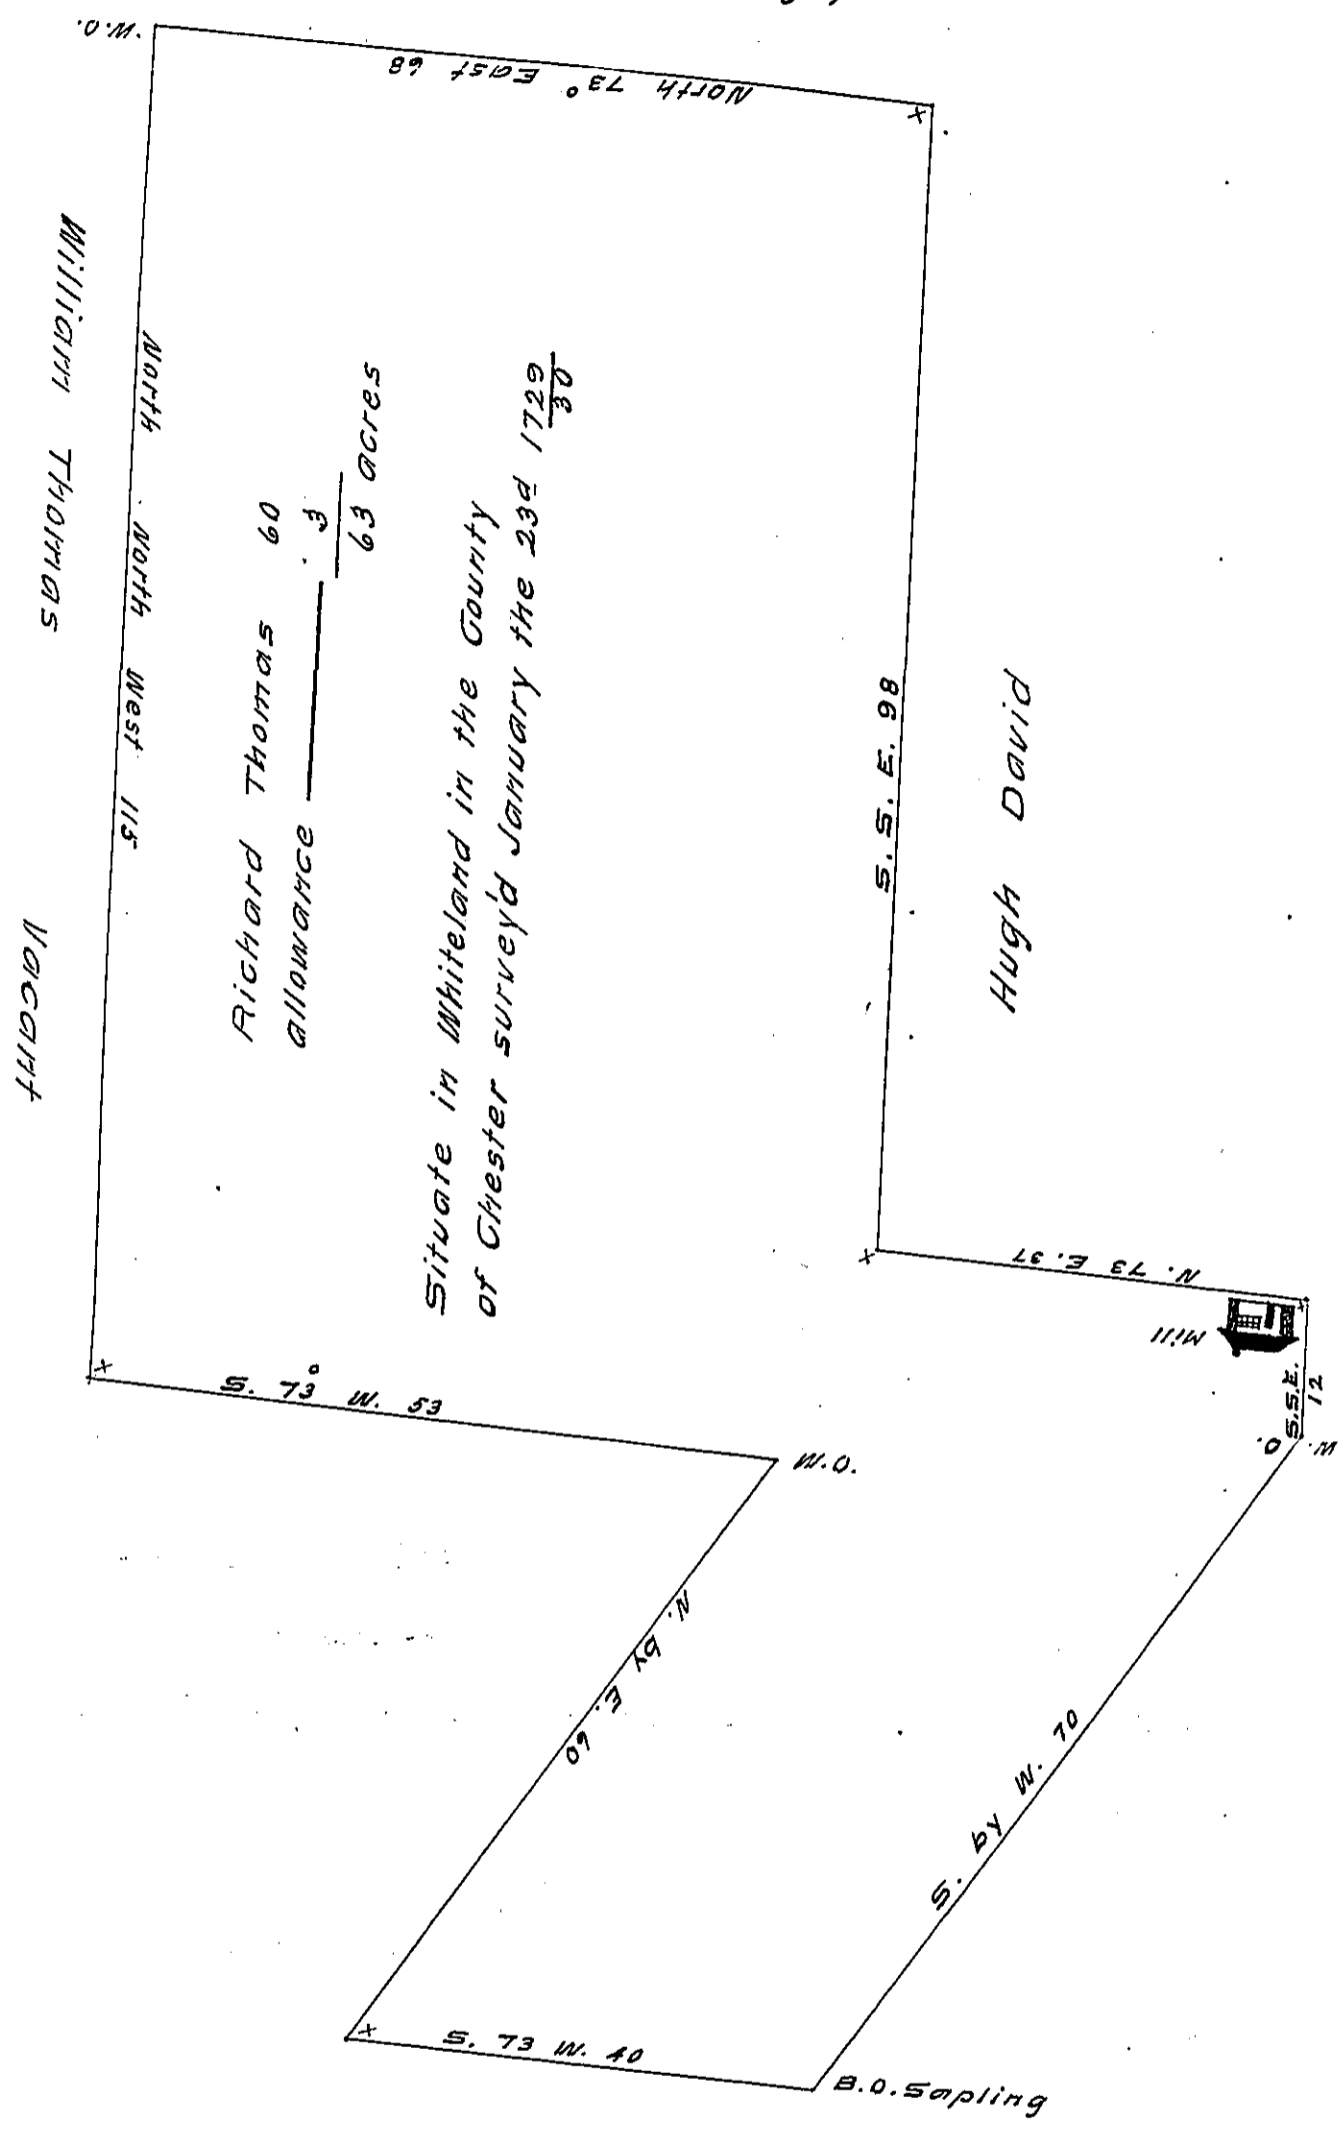 W.O.
North 73° East 68
x
William Thomas
North North West 115
Vacant
Richard Thomas 60
allowance 3
63 acres
Situate in Whiteland in the County
of Chester survey'd January the 23d 1729/30
S. S. E. 98
Hugh David
x
N. 73 E. 37
x
Mill
S.S.E.
12
W.
O.
x
S. 73° W. 53
W.O.
N. by E. 60
S. by W. 70
x
S. 73 W. 40
B.O. Sapling